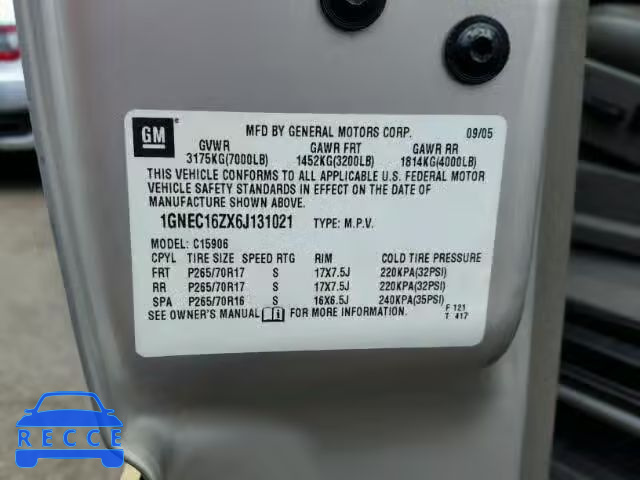 GM
MFD BY GENERAL MOTORS CORP. 09/05
GVWR GAWR FRT GAWR RR
3175KG(7000LB) 1452KG(3200LB) 1814KG(4000LB)
THIS VEHICLE CONFORMS TO ALL APPLICABLE U.S. FEDERAL MOTOR
VEHICLE SAFETY STANDARDS IN EFFECT ON THE DATE OF
MANUFACTURE SHOWN ABOVE.
1GNEC16ZX6J131021 TYPE: M.P.V.
MODEL: C15906
CPYL TIRE SIZE SPEED RTG RIM COLD TIRE PRESSURE
FRT P265/70R17 S 17X7.5J 220KPA(32PSI)
RR P265/70R17 S 17X7.5J 220KPA(32PSI)
SPA P265/70R16 S 16X6.5J 240KPA(35PSI)
SEE OWNER'S MANUAL i FOR MORE INFORMATION.
F 121
T 417
RECCE